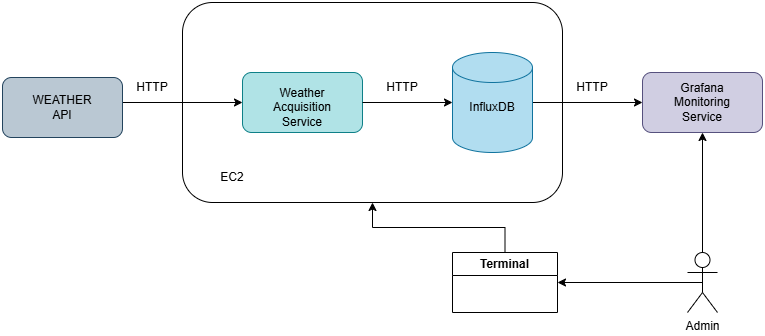 WEATHER
API
HTTP
Weather
Acquisition
Service
HTTP
InfluxDB
HTTP
Grafana
Monitoring
Service
EC2
Terminal
Admin